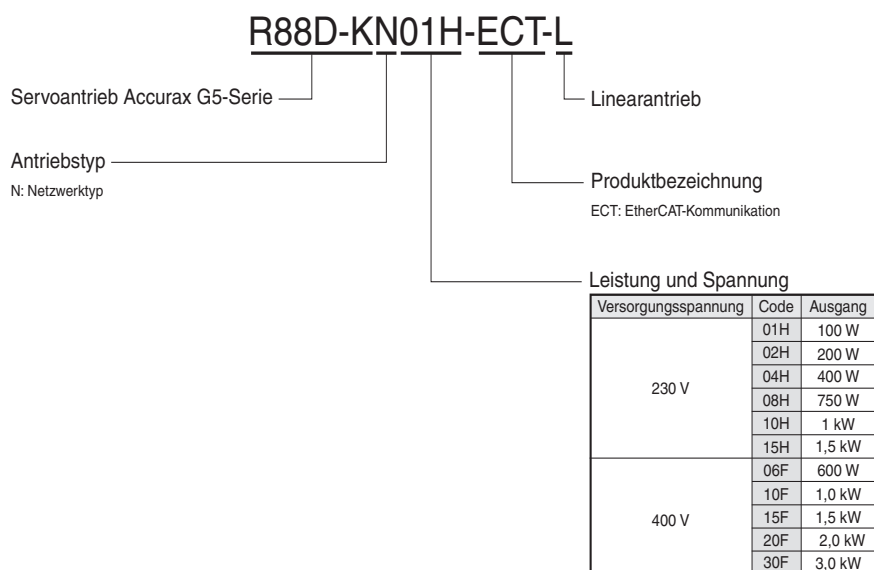 R88D-KN01H-ECT-L
Servoantrieb Accurax G5-Serie
Linearantrieb
Antriebstyp
N: Netzwerktyp
Produktbezeichnung
ECT: EtherCAT-Kommunikation
Leistung und Spannung
Versorgungsspannung Code Ausgang
230 V
01H 100 W
02H 200 W
04H 400 W
08H 750 W
10H 1 kW
15H 1,5 kW
400 V
06F 600 W
10F 1,0 kW
15F 1,5 kW
20F 2,0 kW
30F 3,0 kW